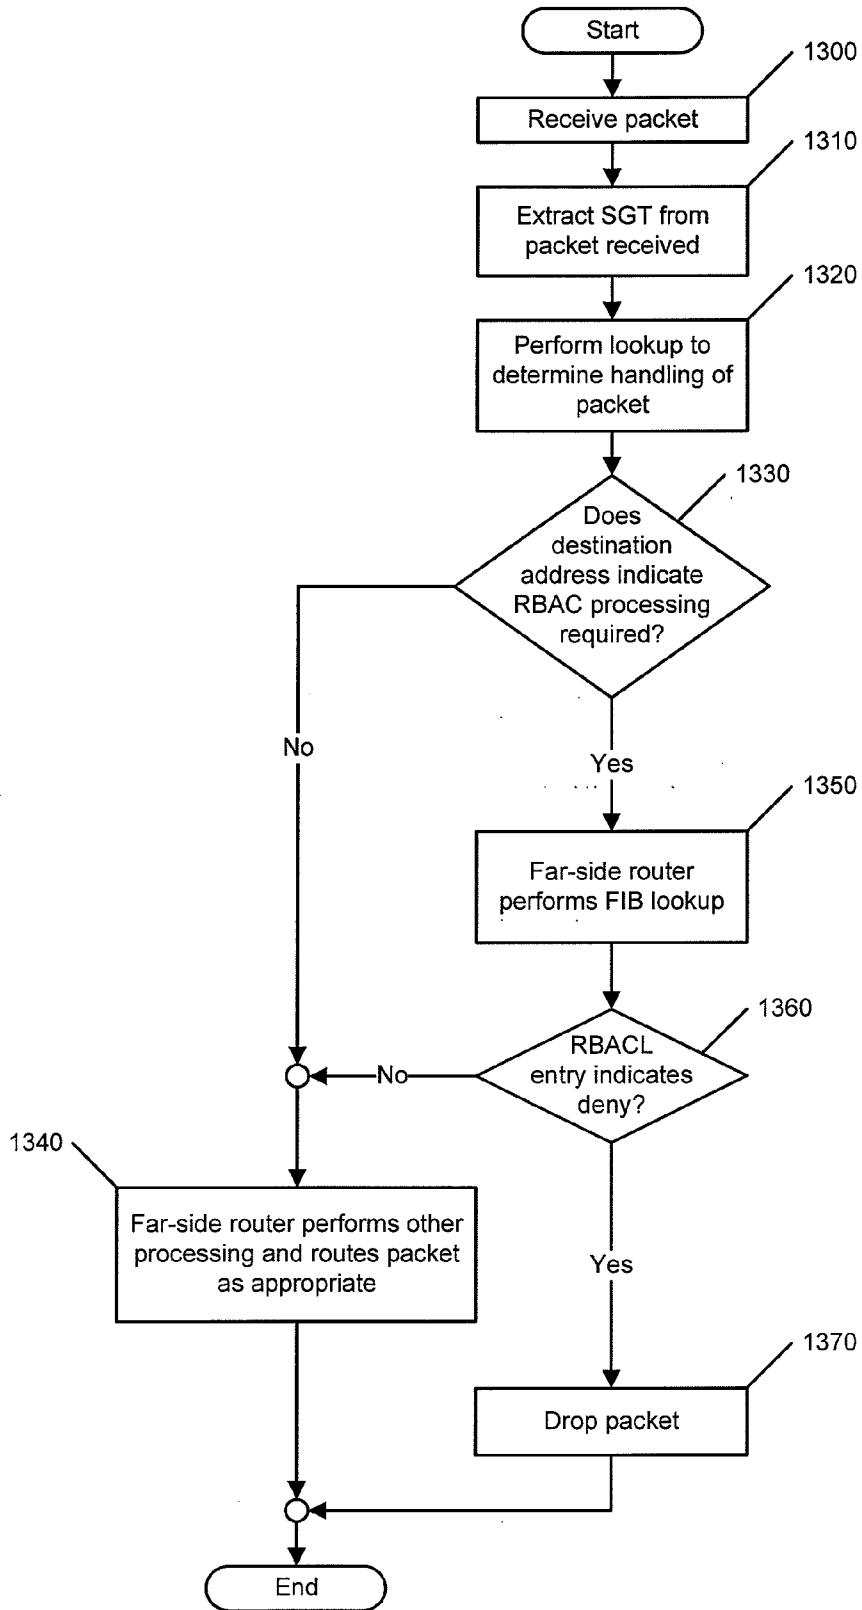 Start
1300
Receive packet
1310
Extract SGT from
packet received
1320
Perform lookup to
determine handling of
packet
1330
Does
destination
address indicate
RBAC processing
required?
No
Yes
1350
Far-side router
performs FIB lookup
1360
RBACL
entry indicates
deny?
No
1340
Far-side router performs other
processing and routes packet
as appropriate
Yes
1370
Drop packet
End